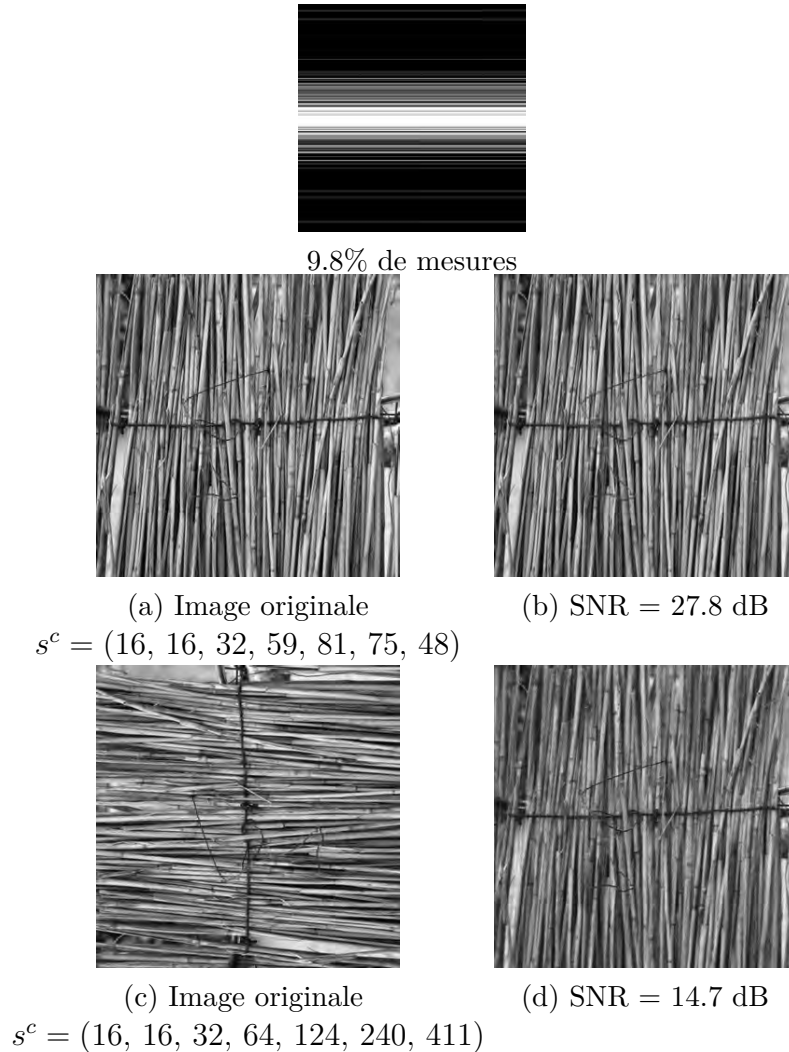 9.8% de mesures
(a) Image originale
(b) SNR = 27.8 dB
s^c = (16, 16, 32, 59, 81, 75, 48)
(c) Image originale
(d) SNR = 14.7 dB
s^c = (16, 16, 32, 64, 124, 240, 411)